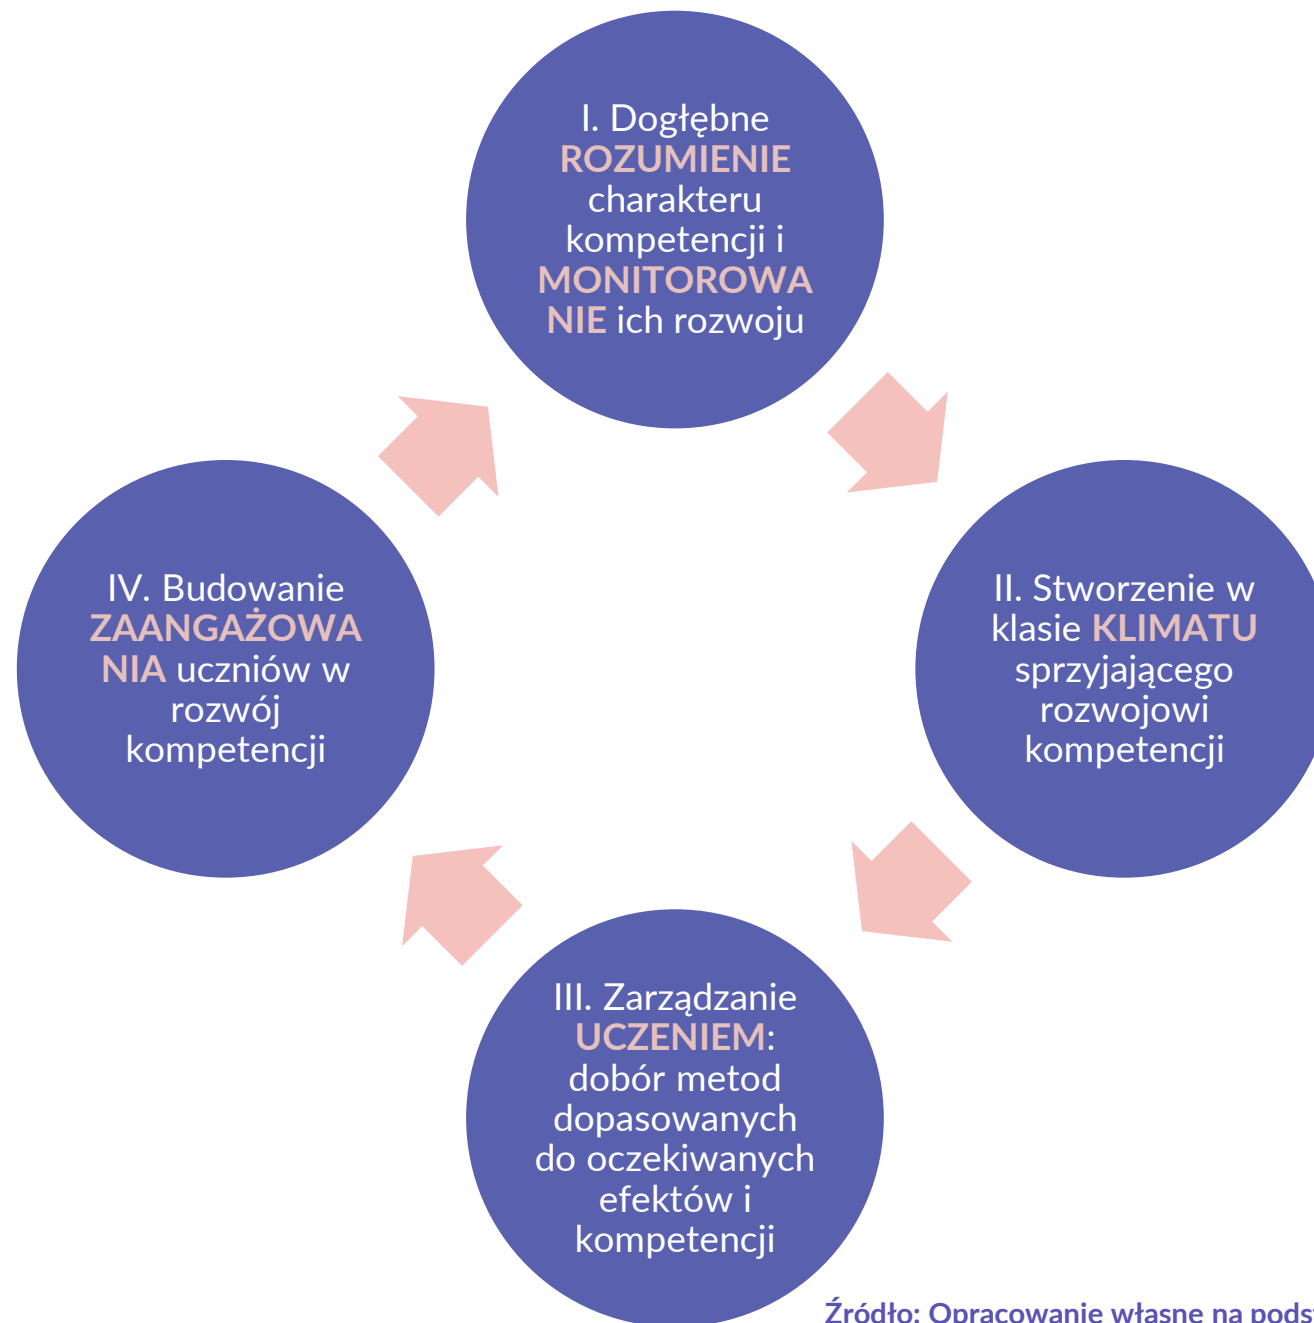 I. Dogłębne
ROZUMIENIE
charakteru
kompetencji i
MONITOROWA
NIE ich rozwoju
IV. Budowanie
ZAANGAŻOWA
NIA uczniów w
rozwój
kompetencji
II. Stworzenie w
klasie KLIMATU
sprzyjającego
rozwojowi
kompetencji
III. Zarządzanie
UCZENIEM:
dobór metod
dopasowanych
do oczekiwanych
efektów i
kompetencji
Źródło: Opracowanie własne na